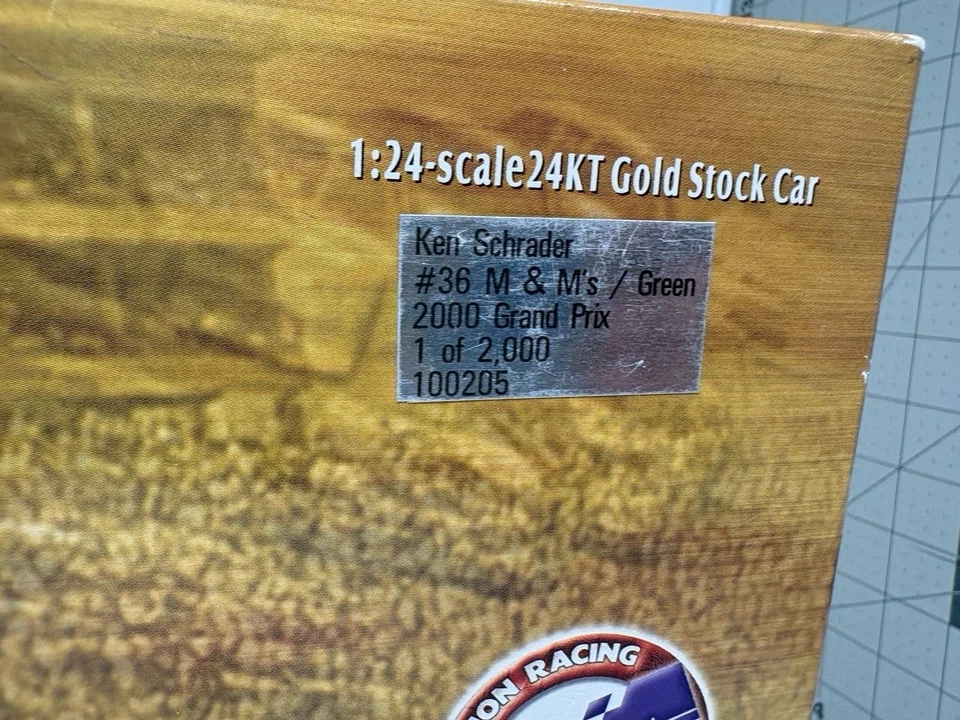 1:24-scale24KT Gold Stock Car
Ken Schrader
#36 M & M's / Green
2000 Grand Prix
1 of 2,000
100205
RACING